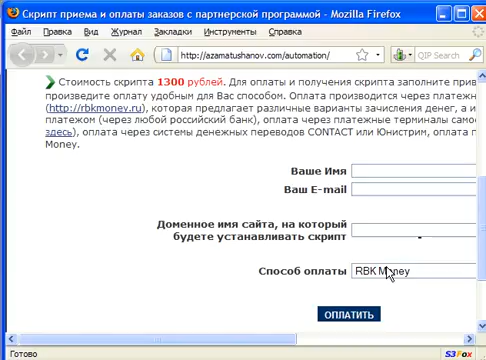 Скрипт приема и оплаты заказов с партнерской программой - Mozilla Firefox
Файл Правка Вид Журнал Закладки Инструменты Справка
http://azamatushanov.com/automation/ QIP Search
Стоимость скрипта 1300 рублей. Для оплаты и получения скрипта заполните прив
произведите оплату удобным для Вас способом. Оплата производится через платежн
(http://rbkmoney.ru), которая предлагает различные варианты зачисления денег, а и
платежом (через любой российский банк), оплата через платежные терминалы само
здесь), оплата через системы денежных переводов CONTACT или Юнистрим, оплата п
Money.
Ваше Имя
Ваш E-mail
Доменное имя сайта, на который
будете устанавливать скрипт
Способ оплаты RBK Money
ОПЛАТИТЬ
Готово S3Fox